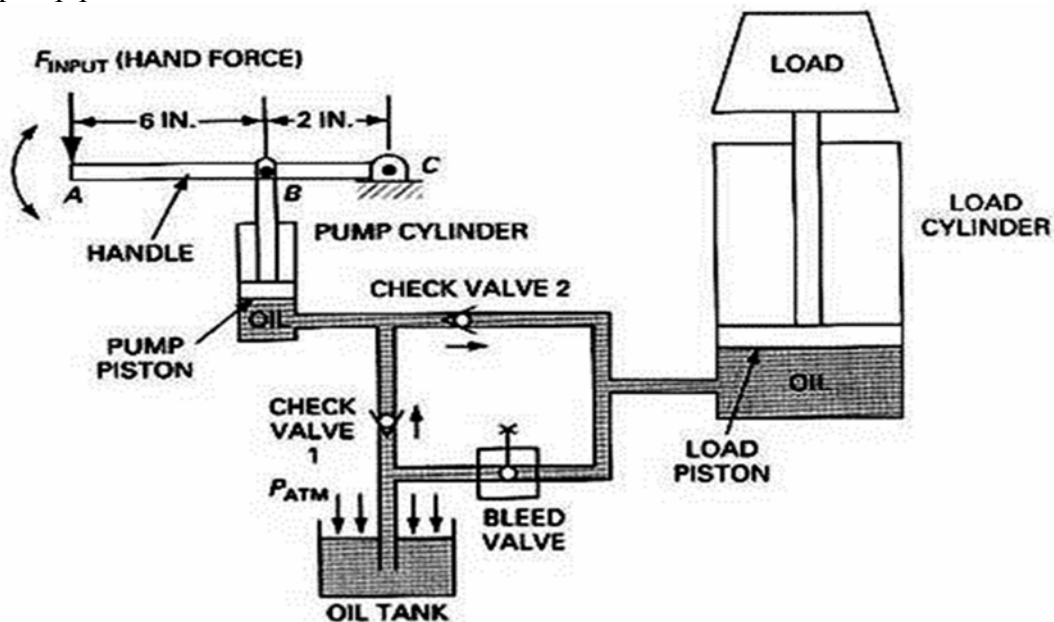 F_INPUT (HAND FORCE)
6 IN.
2 IN.
A
B
C
HANDLE
PUMP CYLINDER
OIL
PUMP
PISTON
CHECK VALVE 2
CHECK
VALVE
1
P_ATM
BLEED
VALVE
OIL TANK
LOAD
LOAD
CYLINDER
OIL
LOAD
PISTON